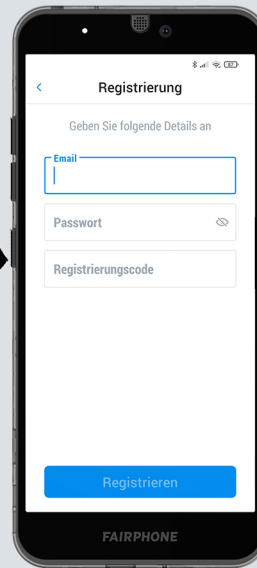 Registrierung
Geben Sie folgende Details an
Email
Passwort
Registrierungscode
Registrieren
FAIRPHONE